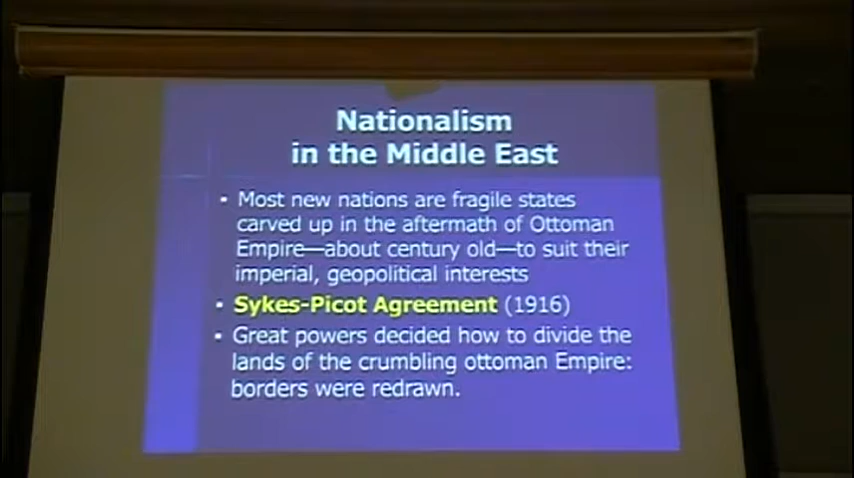 Nationalism
in the Middle East
▪ Most new nations are fragile states
carved up in the aftermath of Ottoman
Empire—about century old—to suit their
imperial, geopolitical interests
▪ Sykes-Picot Agreement (1916)
▪ Great powers decided how to divide the
lands of the crumbling ottoman Empire:
borders were redrawn.